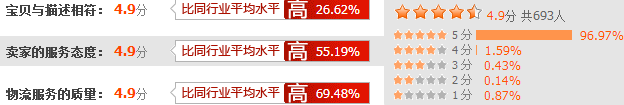 宝贝与描述相符： 4.9分 比同行业平均水平 高 26.62%
卖家的服务态度： 4.9分 比同行业平均水平 高 55.19%
物流服务的质量： 4.9分 比同行业平均水平 高 69.48%
4.9分 共693人
5分 96.97%
4分 1.59%
3分 0.43%
2分 0.14%
1分 0.87%